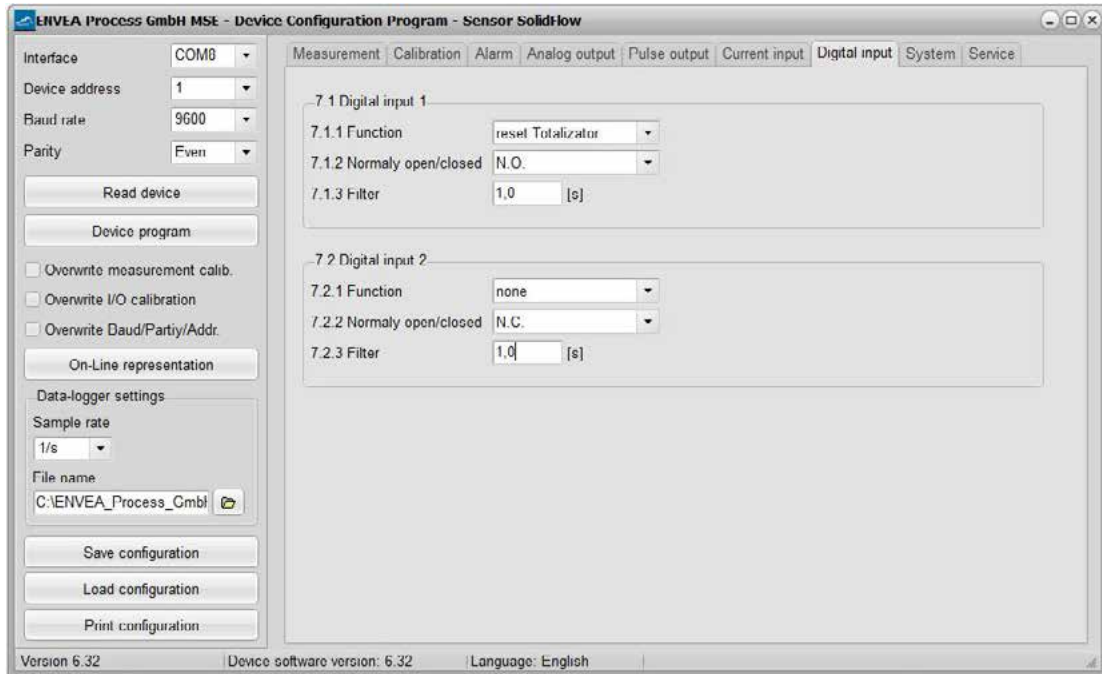 ENVEA Process GmbH MSE - Device Configuration Program - Sensor SolidFlow
Interface COM8
Device address 1
Baud rate 9600
Parity Even
Read device
Device program
Overwrite measurement calib.
Overwrite I/O calibration
Overwrite Baud/Partiy/Addr.
On-Line representation
Data-logger settings
Sample rate
1/s
File name
C:\ENVEA_Process_GmbH
Save configuration
Load configuration
Print configuration
Measurement Calibration Alarm Analog output Pulse output Current input Digital input System Service
7.1 Digital input 1
7.1.1 Function reset Totalizator
7.1.2 Normaly open/closed N.O.
7.1.3 Filter 1,0 [s]
7.2 Digital input 2
7.2.1 Function none
7.2.2 Normaly open/closed N.C.
7.2.3 Filter 1,0 [s]
Version 6.32 Device software version: 6.32 Language: English